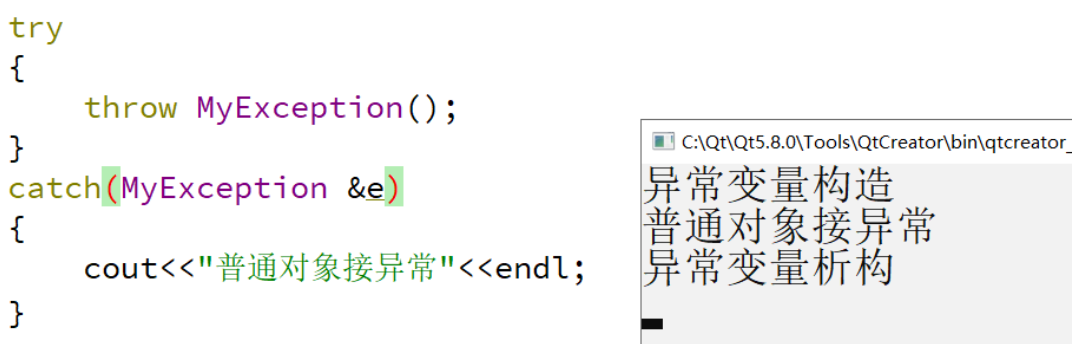 try
{
    throw MyException();
}
catch(MyException &e)
{
    cout<<"普通对象接异常"<<endl;
}
C:\Qt\Qt5.8.0\Tools\QtCreator\bin\qtcreator_
异常变量构造
普通对象接异常
异常变量析构